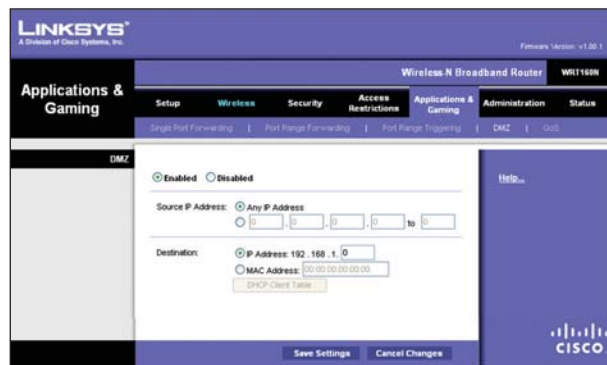 LINKSYS®
A Division of Cisco Systems, Inc.
Firmware Version: v1.00.1
Wireless-N Broadband Router WRT160N
Applications & Gaming
Setup Wireless Security Access Restrictions Applications & Gaming Administration Status
Single Port Forwarding | Port Range Forwarding | Port Range Triggering | DMZ | QoS
DMZ
Enabled Disabled
Help...
Source IP Address: Any IP Address
0 . 0 . 0 . 0 to 0
Destination: IP Address: 192 . 168 . 1. 0
MAC Address: 00:00:00:00:00:00
DHCP Client Table
Save Settings Cancel Changes
CISCO